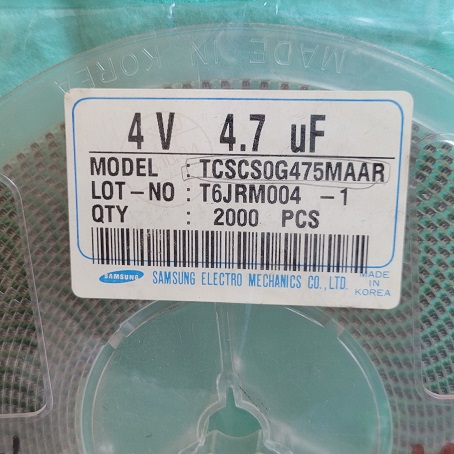 MADE IN KOREA
4 V 4.7 uF
MODEL : TCSCS0G475MAAR
LOT-NO : T6JRM004 -1
QTY : 2000 PCS
SAMSUNG
SAMSUNG ELECTRO MECHANICS CO., LTD.
MADE
IN
KOREA